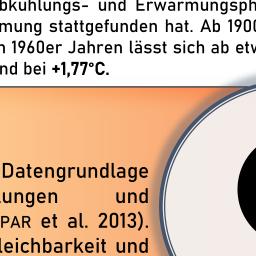 bkühlungs- und Erwärmungsph
mung stattgefunden hat. Ab 1900
n 1960er Jahren lässt sich ab etw
nd bei +1,77°C.
Datengrundlage
lungen und
PAR et al. 2013).
leichbarkeit und